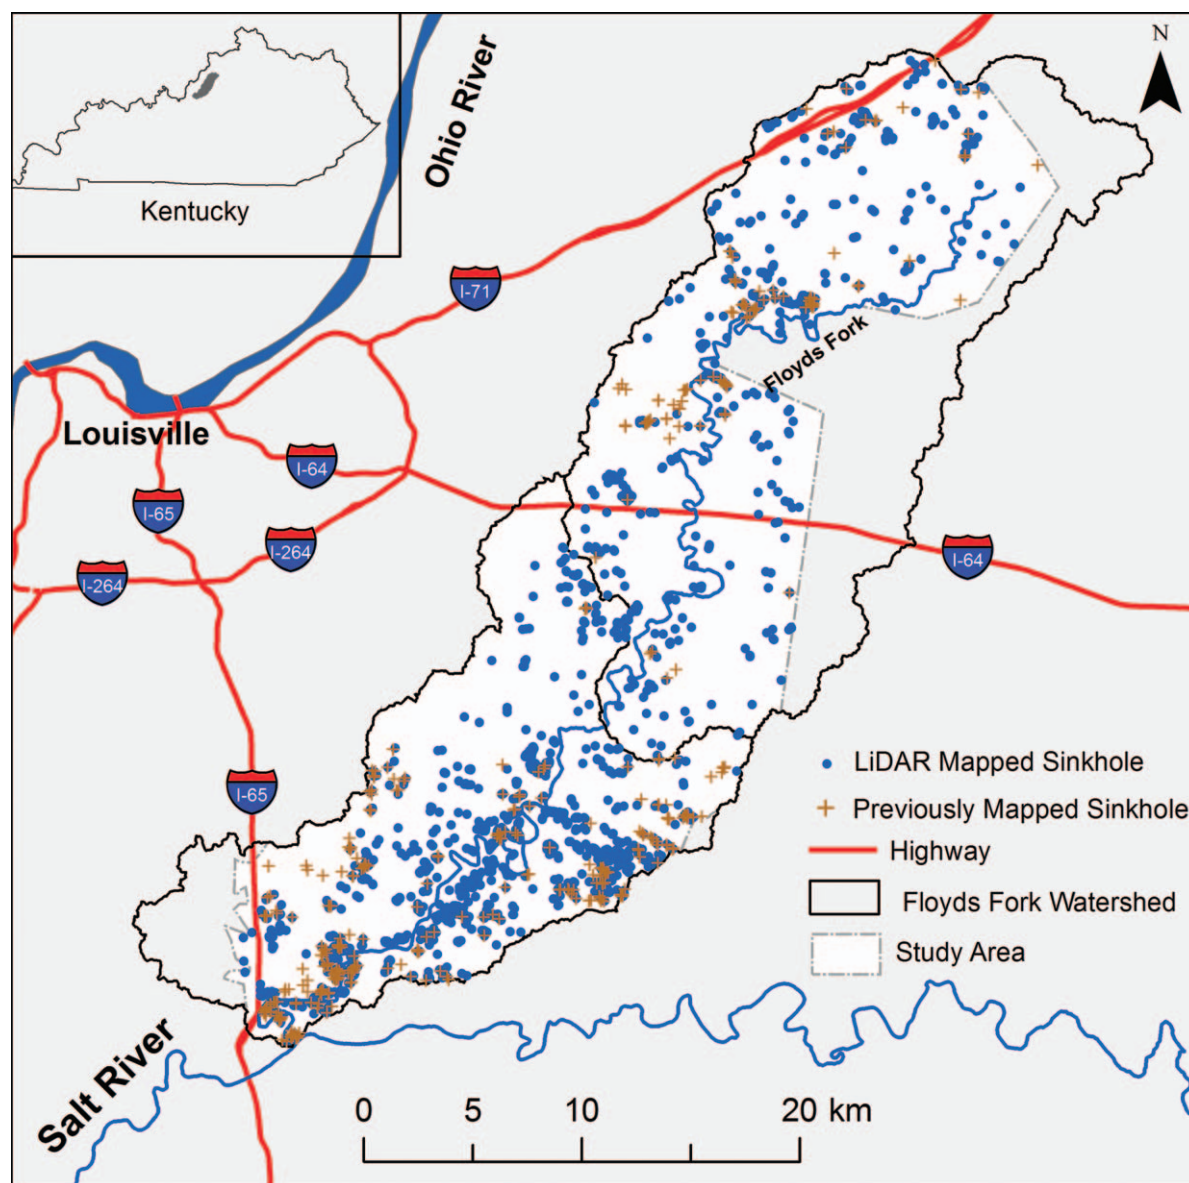 N
Kentucky
Ohio River
I-71
Floyds Fork
Louisville
I-64
I-65
I-264
I-264
I-64
I-65
LiDAR Mapped Sinkhole
Previously Mapped Sinkhole
Highway
Floyds Fork Watershed
Study Area
Salt River
0 5 10 20 km